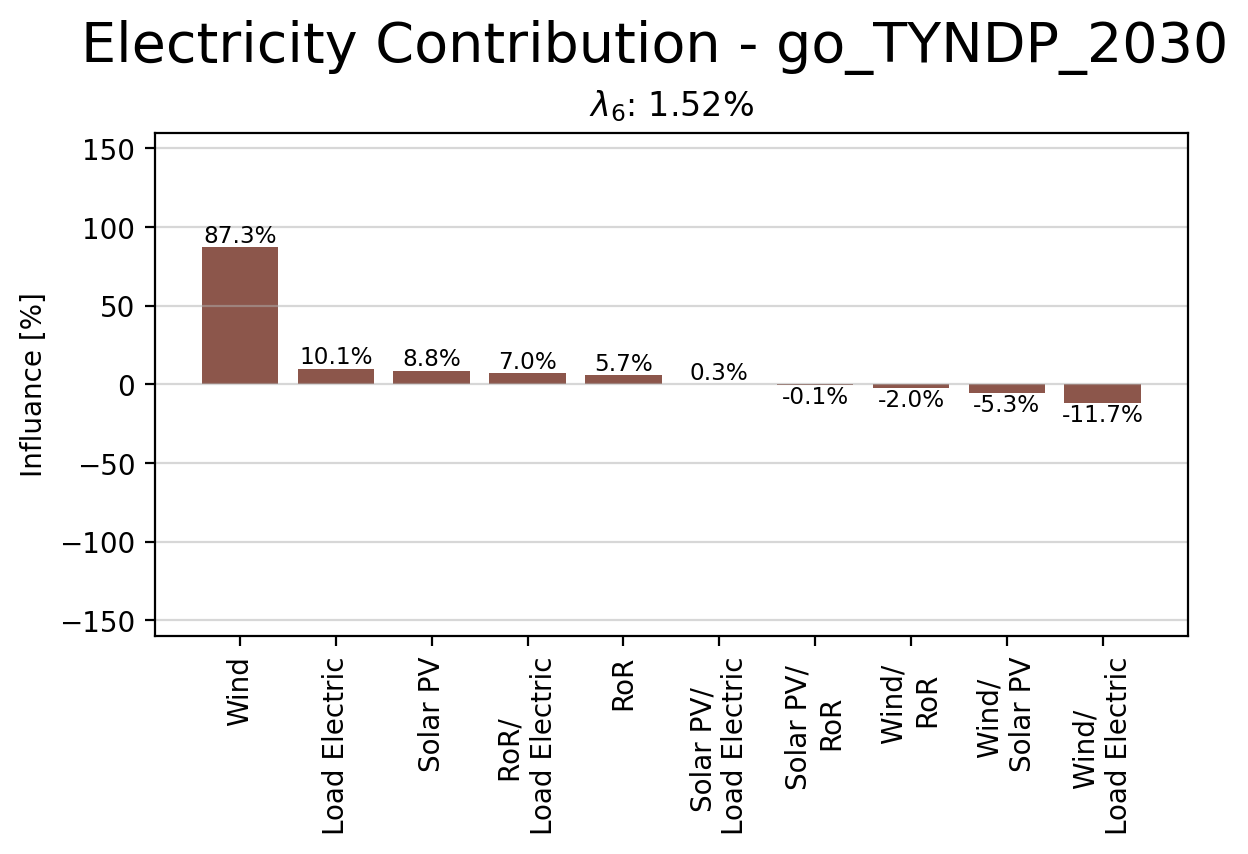 Electricity Contribution - go_TYNDP_2030
λ6: 1.52%
Influance [%]
150
100
50
0
−50
−100
−150
87.3%
10.1%
8.8%
7.0%
5.7%
0.3%
-0.1%
-2.0%
-5.3%
-11.7%
Wind
Load Electric
Solar PV
RoR/
Load Electric
RoR
Solar PV/
Load Electric
Solar PV/
RoR
Wind/
RoR
Wind/
Solar PV
Wind/
Load Electric